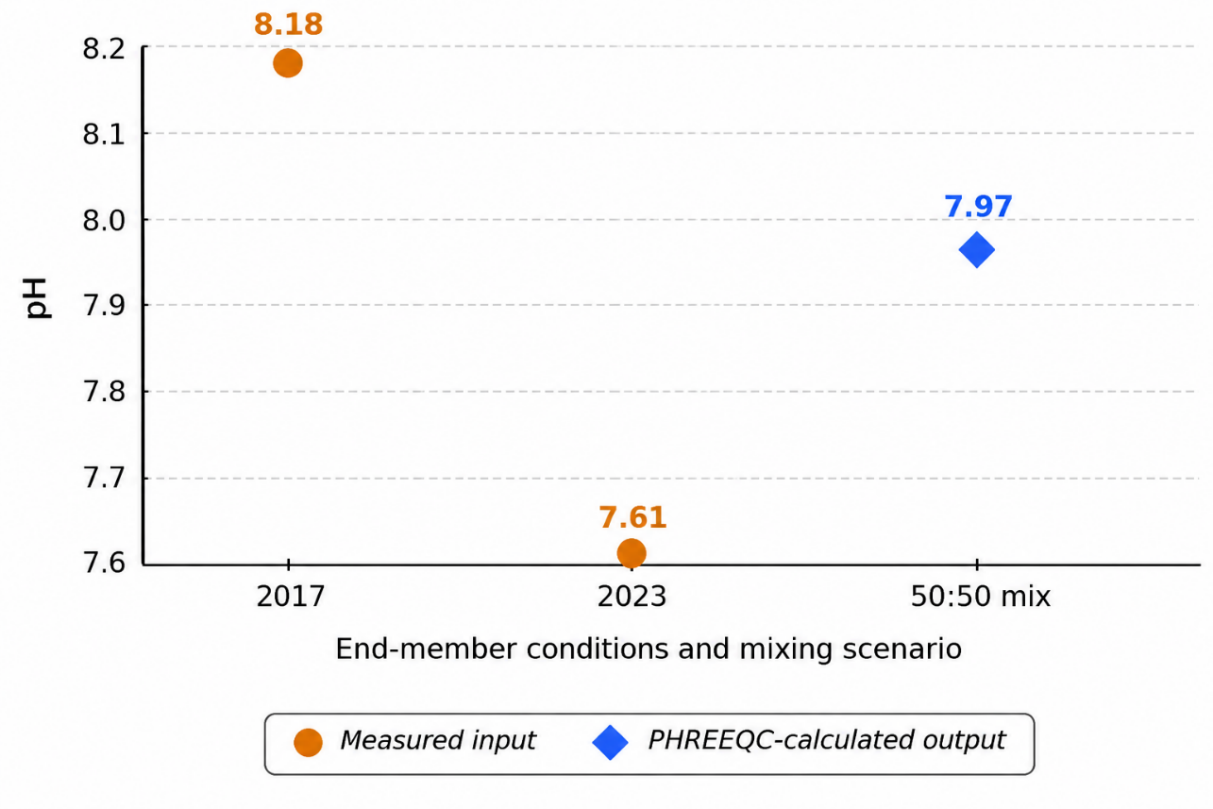 8.18
8.2
8.1
8.0
7.97
pH
7.9
7.8
7.7
7.61
7.6
2017 2023 50:50 mix
End-member conditions and mixing scenario
Measured input PHREEQC-calculated output